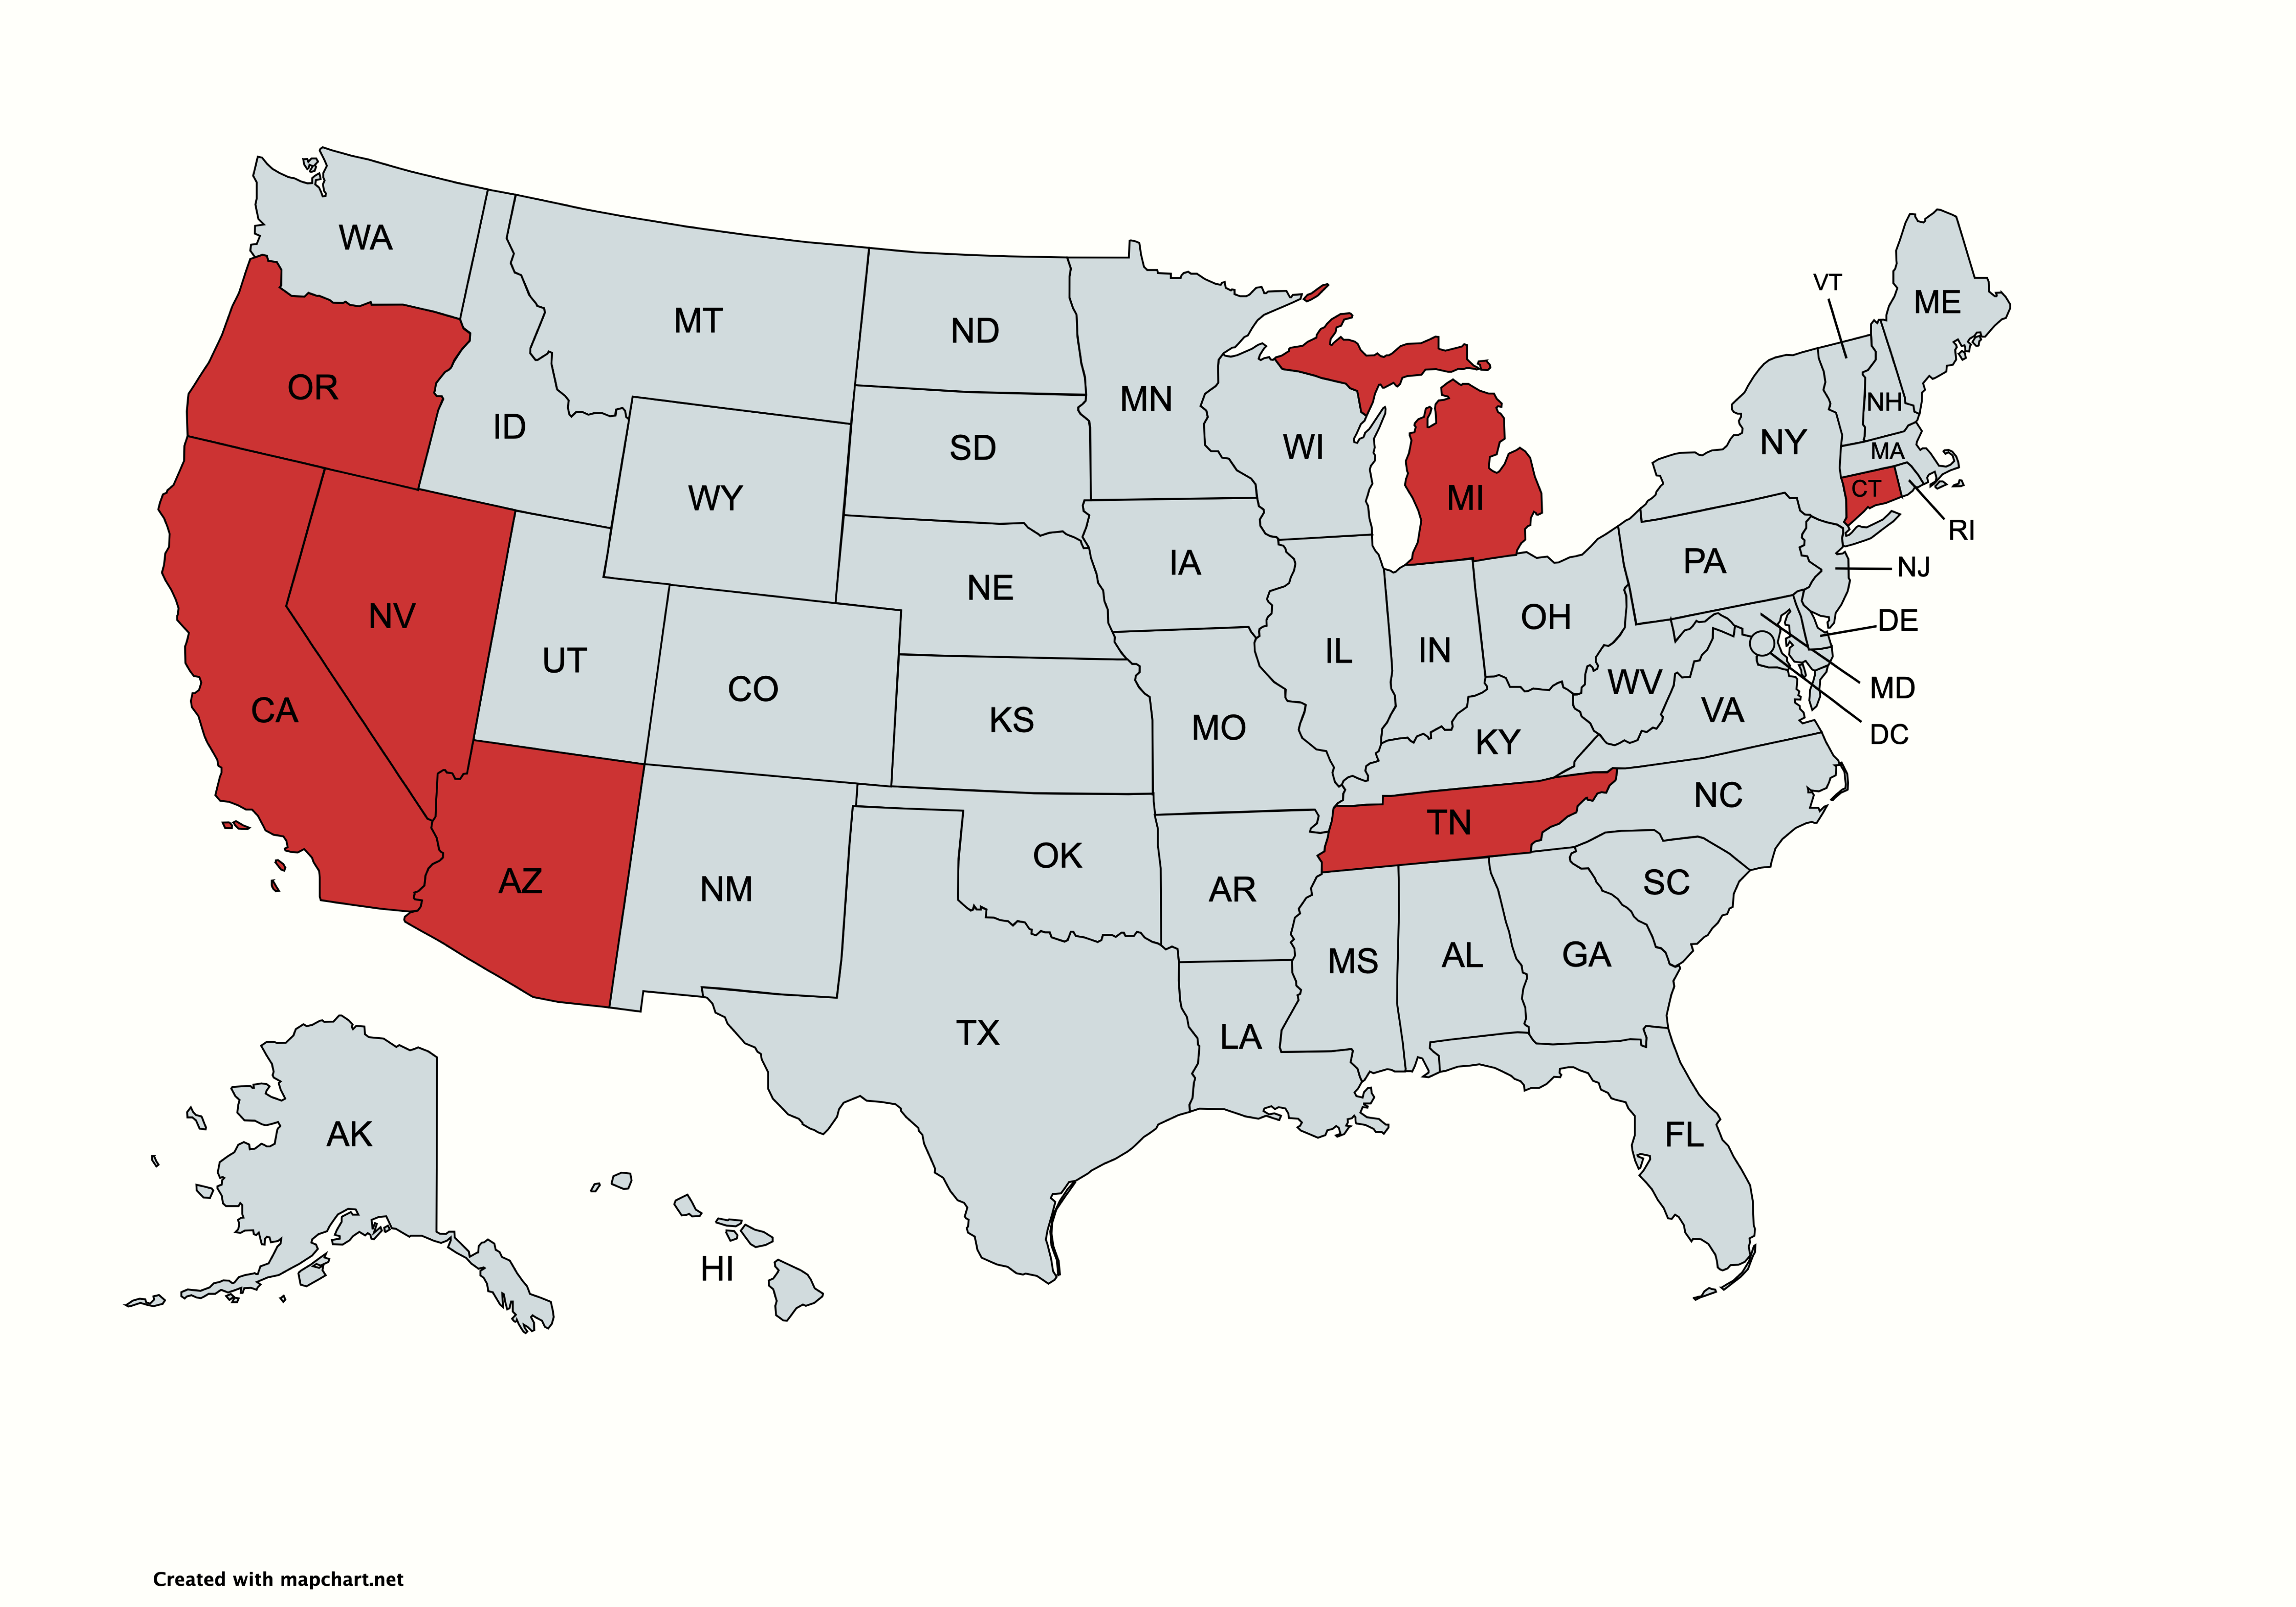 WA
VT
ME
MT
ND
OR
MN
NH
ID
NY
SD
WI
MA
CT
WY
MI
RI
PA
IA
NJ
NE
NV
OH
DE
IL
IN
UT
WV
MD
CO
CA
VA
KS
MO
DC
KY
NC
TN
OK
AZ
SC
NM
AR
GA
AL
MS
TX
LA
AK
FL
HI
Created with mapchart.net